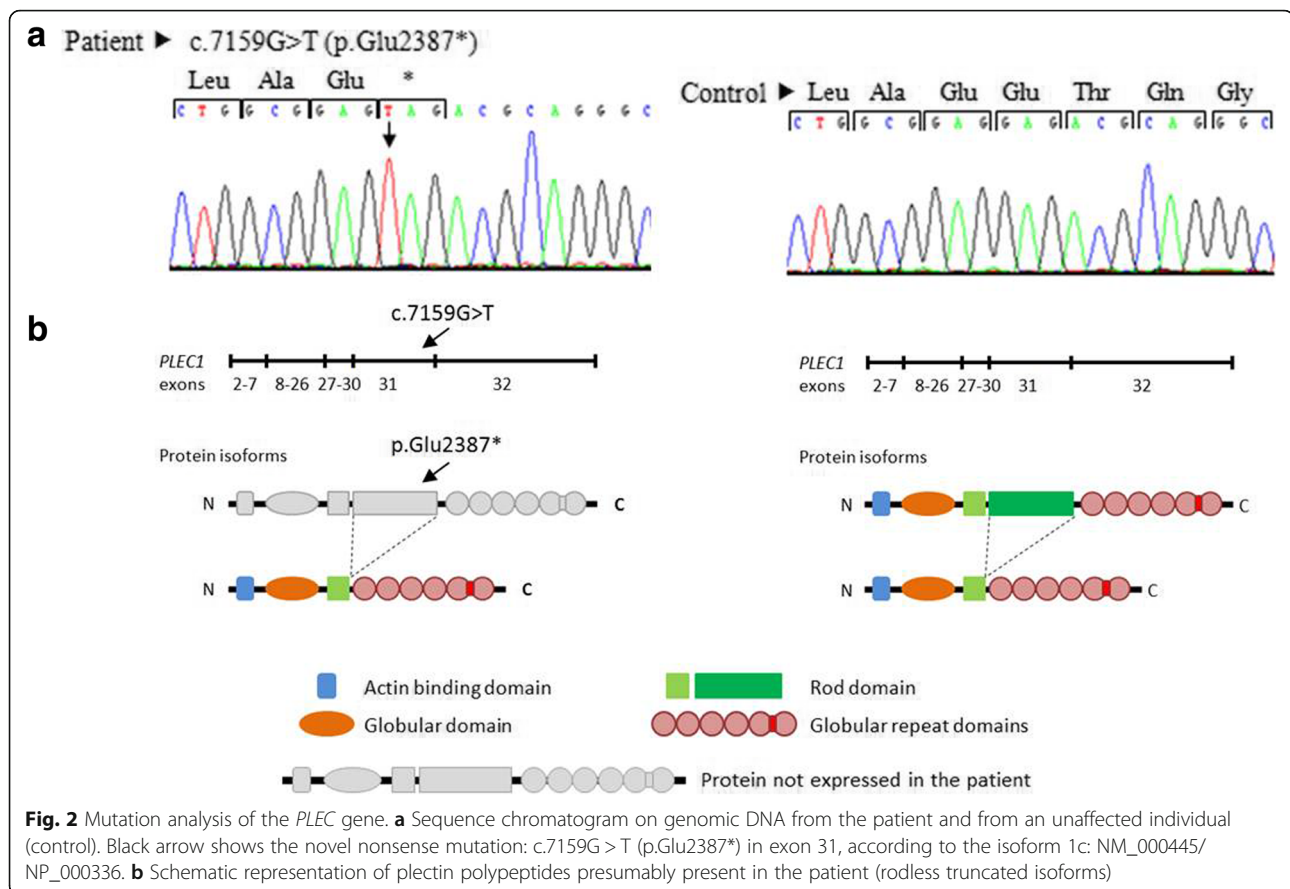 a
Patient ► c.7159G>T (p.Glu2387*)
Leu Ala Glu *
C T G G C G G A G T A G A C G C A G G G C
Control ► Leu Ala Glu Glu Thr Gln Gly
C T G G C G G A G G A G A C G C A G G G C
b
c.7159G>T
PLEC1
exons
2-7 8-26 27-30 31 32
PLEC1
exons
2-7 8-26 27-30 31 32
Protein isoforms
p.Glu2387*
N C
N C
Protein isoforms
N C
N C
Actin binding domain
Rod domain
Globular domain
Globular repeat domains
Protein not expressed in the patient
Fig. 2 Mutation analysis of the PLEC gene. a Sequence chromatogram on genomic DNA from the patient and from an unaffected individual
(control). Black arrow shows the novel nonsense mutation: c.7159G > T (p.Glu2387*) in exon 31, according to the isoform 1c: NM_000445/
NP_000336. b Schematic representation of plectin polypeptides presumably present in the patient (rodless truncated isoforms)